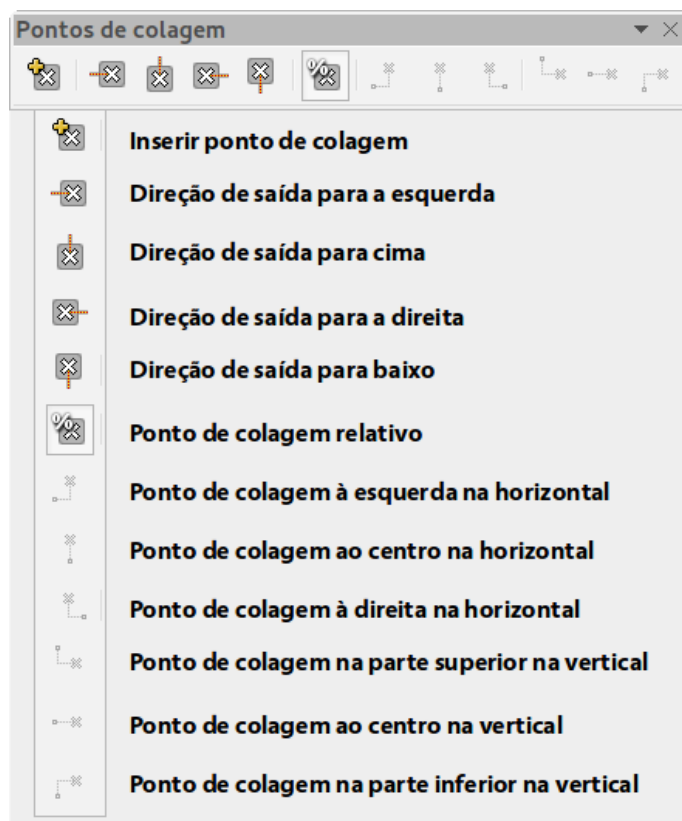 Pontos de colagem
Inserir ponto de colagem
Direção de saída para a esquerda
Direção de saída para cima
Direção de saída para a direita
Direção de saída para baixo
Ponto de colagem relativo
Ponto de colagem à esquerda na horizontal
Ponto de colagem ao centro na horizontal
Ponto de colagem à direita na horizontal
Ponto de colagem na parte superior na vertical
Ponto de colagem ao centro na vertical
Ponto de colagem na parte inferior na vertical